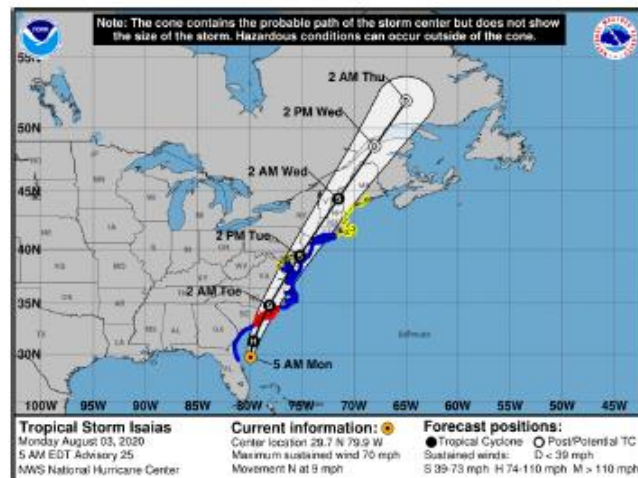 Note: The cone contains the probable path of the storm center but does not show
the size of the storm. Hazardous conditions can occur outside of the cone.
55N
2 AM Thu
2 PM Wed
50N
2 AM Wed
45N
2 PM Tue
40N
2 AM Tue
35N
5 AM Mon
30N
100W 95W 90W 85W 80W 75W 70W 65W 60W 55W 50W
Tropical Storm Isaias
Monday August 03, 2020
5 AM EDT Advisory 25
NWS National Hurricane Center
Current information:
Center location 29.7 N 79.9 W
Maximum sustained wind 70 mph
Movement N at 9 mph
Forecast positions:
Tropical Cyclone Post/Potential TC
Sustained winds: D < 39 mph
S 39-73 mph H 74-110 mph M > 110 mph